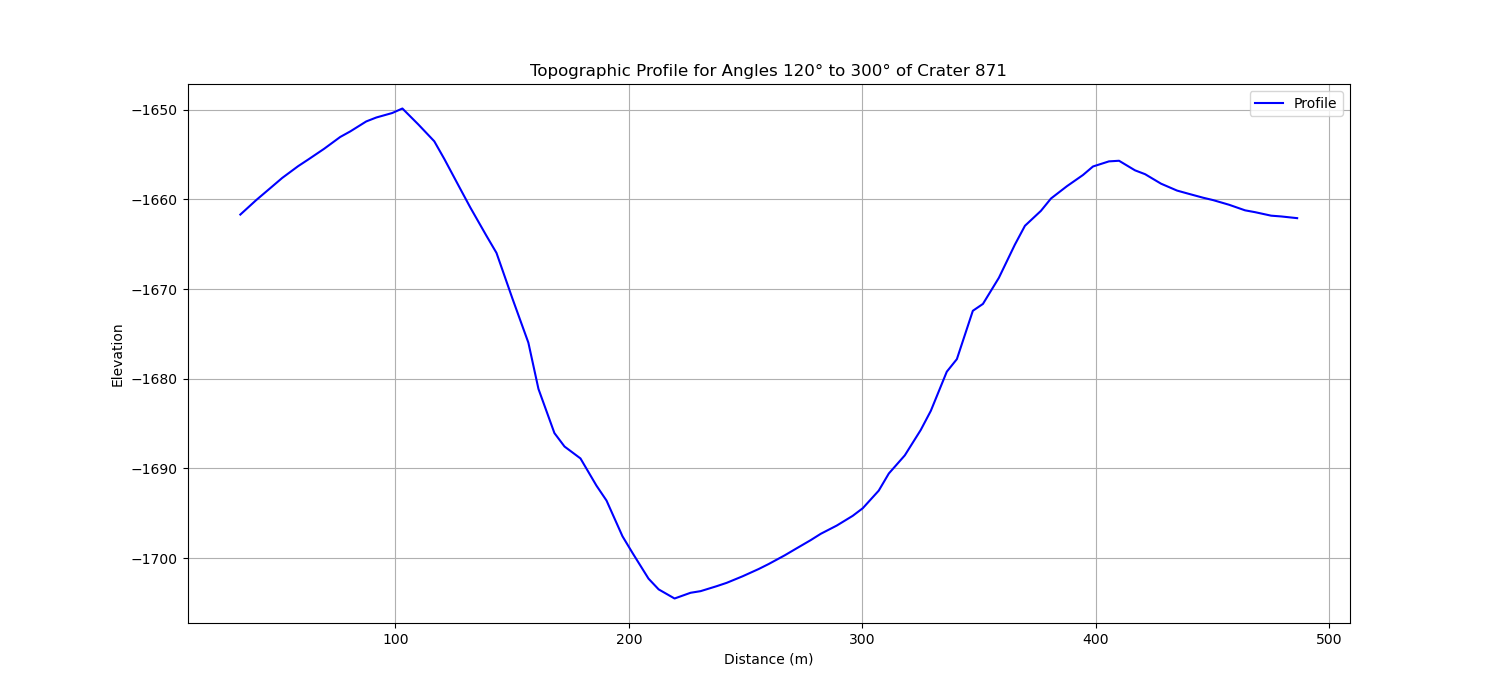 Topographic Profile for Angles 120° to 300° of Crater 871
Profile
Elevation
−1650
−1660
−1670
−1680
−1690
−1700
100 200 300 400 500
Distance (m)